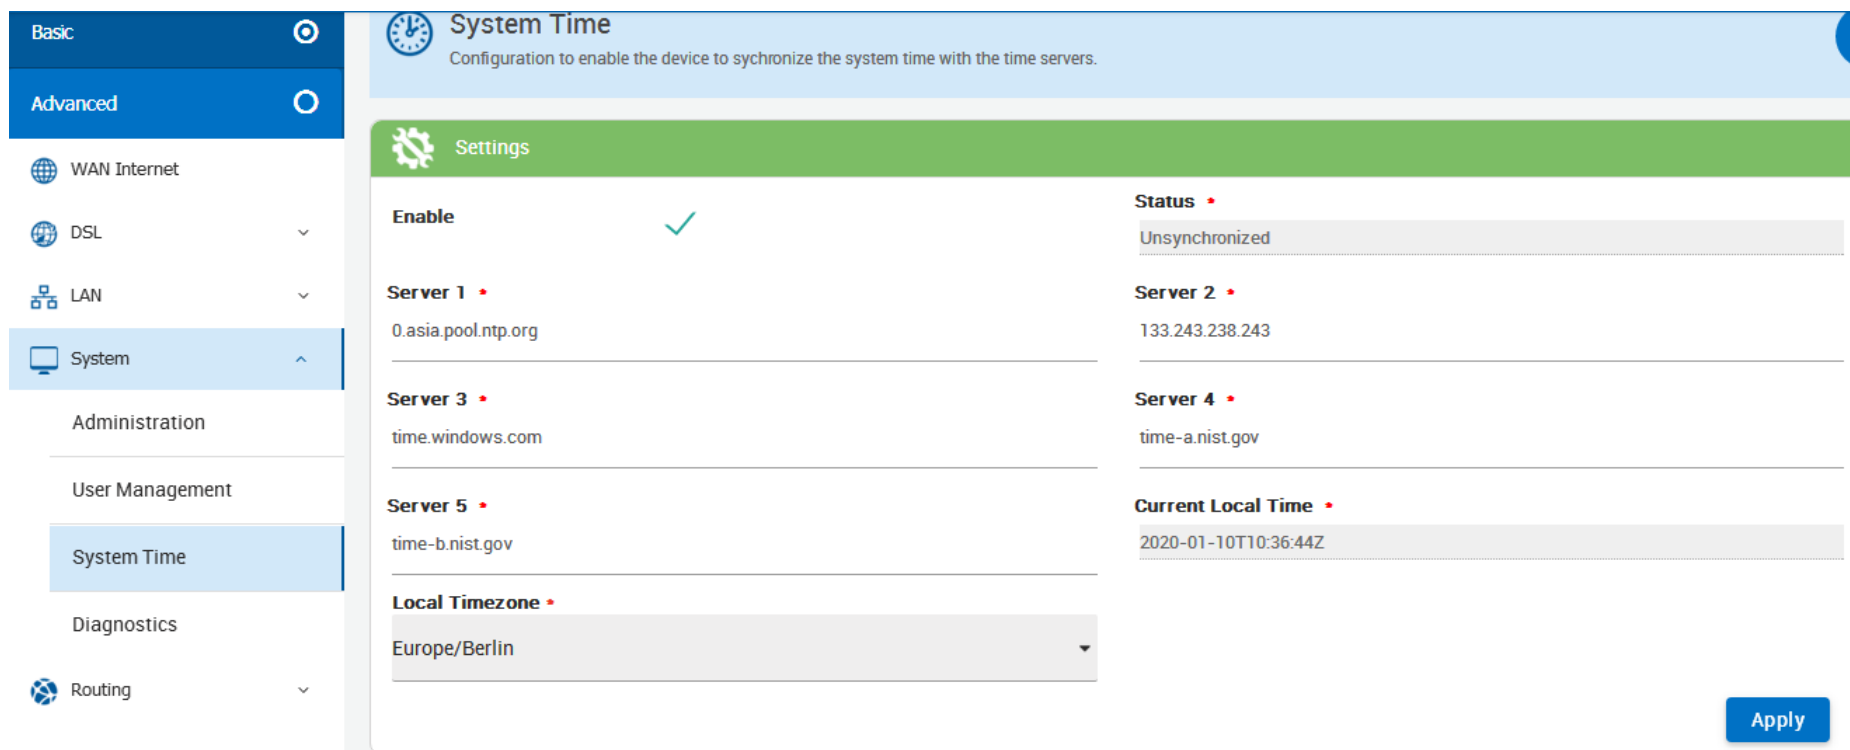 Basic
Advanced
WAN Internet
DSL
LAN
System
Administration
User Management
System Time
Diagnostics
Routing
System Time
Configuration to enable the device to sychronize the system time with the time servers.
Settings
Enable
Status *
Unsynchronized
Server 1 *
0.asia.pool.ntp.org
Server 2 *
133.243.238.243
Server 3 *
time.windows.com
Server 4 *
time-a.nist.gov
Server 5 *
time-b.nist.gov
Current Local Time *
2020-01-10T10:36:44Z
Local Timezone *
Europe/Berlin
Apply